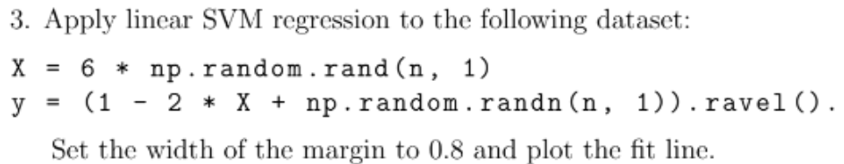 3. Apply linear SVM regression to the following dataset:
X = 6 * np.random.rand(n, 1)
y = (1 - 2 * X + np.random.randn(n, 1)).ravel().
Set the width of the margin to 0.8 and plot the fit line.